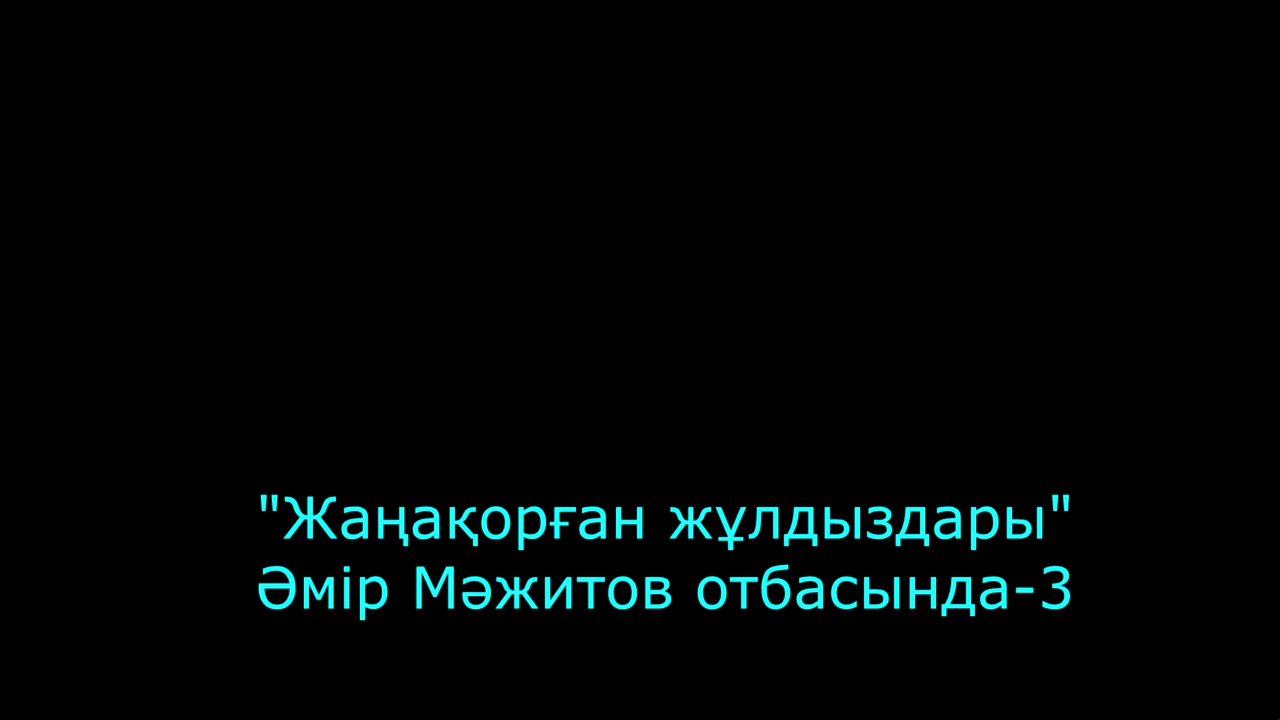 "Жаңақорған жұлдыздары"
Әмір Мәжитов отбасында-3